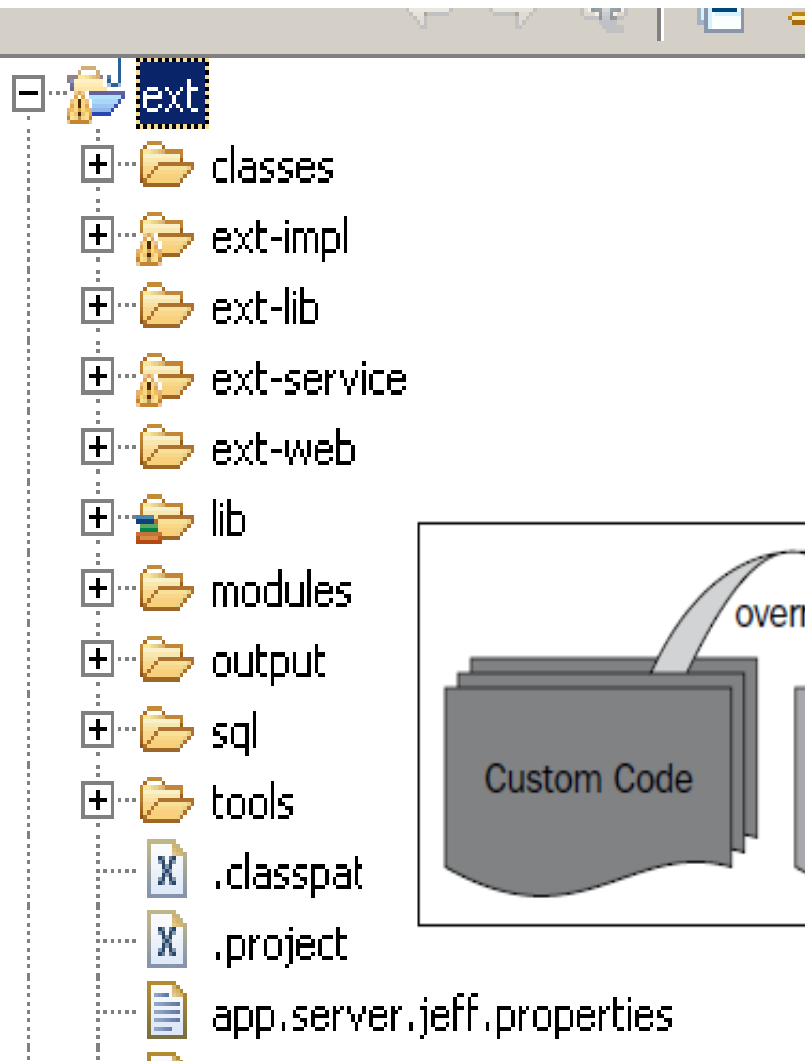 ext
classes
ext-impl
ext-lib
ext-service
ext-web
lib
modules
output
sql
tools
.classpat
.project
app.server.jeff.properties
Custom Code